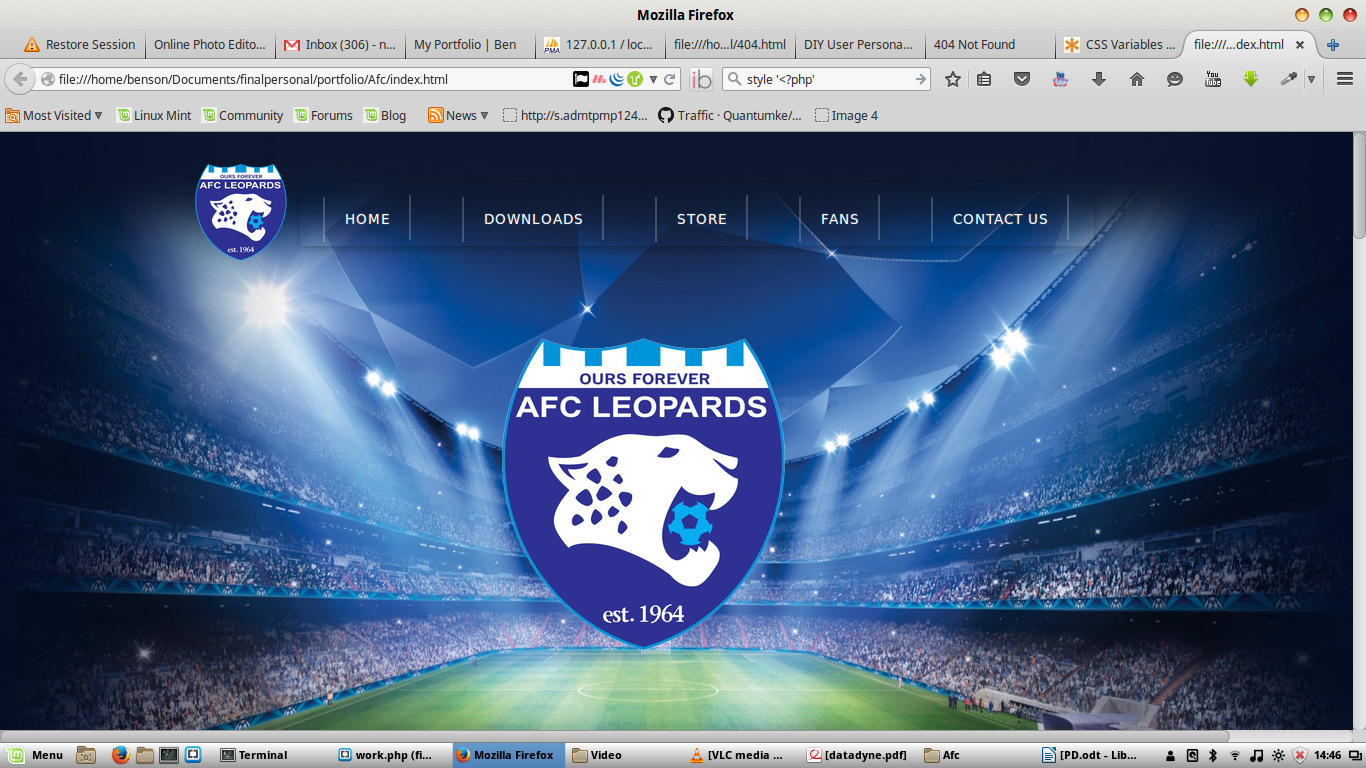 Mozilla Firefox
Restore Session
Online Photo Edito...
Inbox (306) - n...
My Portfolio | Ben
PMA
127.0.0.1 / loc...
file:///ho...l/404.html
DIY User Persona...
404 Not Found
CSS Variables ...
file:///...dex.html
file:///home/benson/Documents/finalpersonal/portfolio/Afc/index.html
style '<?php'
You Tube
Most Visited
Linux Mint
Community
Forums
Blog
News
http://s.admtpmp124...
Traffic · Quantumke/...
Image 4
OURS FOREVER
AFC LEOPARDS
est. 1964
HOME
DOWNLOADS
STORE
FANS
CONTACT US
OURS FOREVER
AFC LEOPARDS
est. 1964
Menu
Terminal
work.php (fi...
Mozilla Firefox
Video
[VLC media ...
[datadyne.pdf]
Afc
[PD.odt - Lib...
14:46